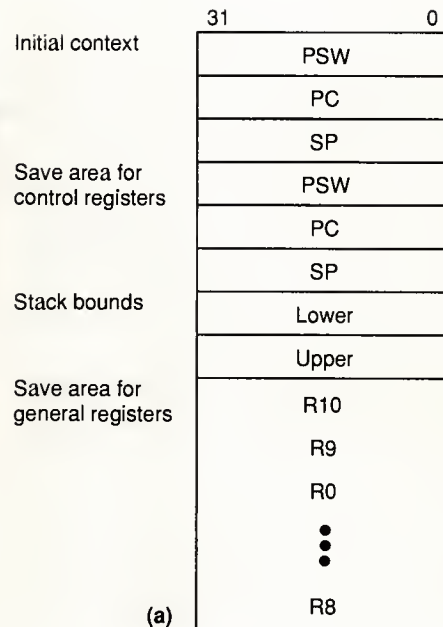 31 0
Initial context
PSW
PC
SP
Save area for
control registers
PSW
PC
SP
Stack bounds
Lower
Upper
Save area for
general registers
R10
R9
R0
R8
(a)